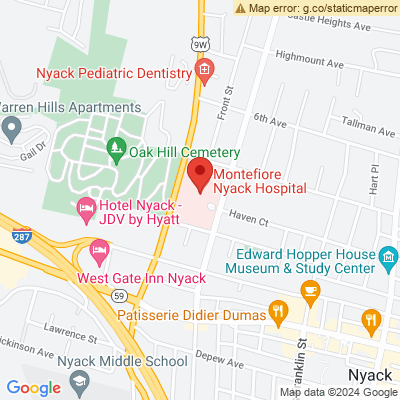 Map error: g.co/staticmaperror
Castle Heights Ave
9W
Highmount Ave
Nyack Pediatric Dentistry
Front St
6th Ave
Tallman Ave
Warren Hills Apartments
Gail Dr
Oak Hill Cemetery
Montefiore
Nyack Hospital
Hart Pl
Hotel Nyack -
JDV by Hyatt
Haven Ct
287
Edward Hopper House
Museum & Study Center
West Gate Inn Nyack
59
Patisserie Didier Dumas
Lawrence St
Dickinson Ave
Nyack Middle School
Depew Ave
Franklin St
Nyack
Google
Map data ©2024 Google